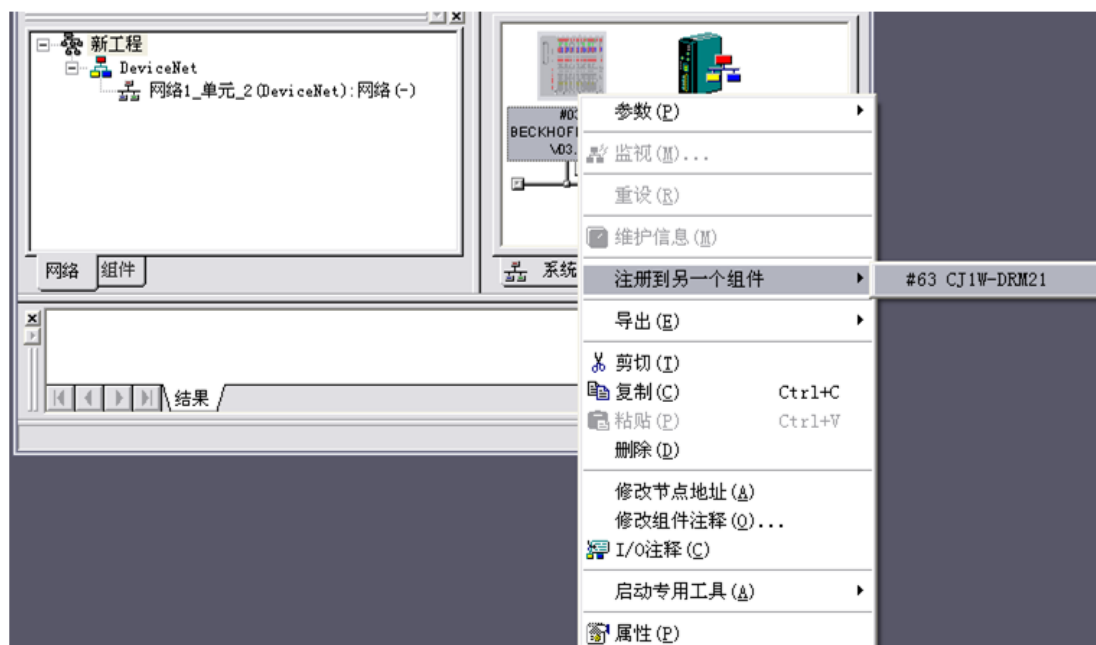 新工程
DeviceNet
网络1_单元_2(DeviceNet):网络(-)
网络
组件
系统
结果
BECKHOF
参数(P)
监视(M)...
重设(R)
维护信息(M)
注册到另一个组件
#63 CJ1W-DRM21
导出(E)
剪切(T)
复制(C) Ctrl+C
粘贴(P) Ctrl+V
删除(D)
修改节点地址(A)
修改组件注释(O)...
I/O注释(C)
启动专用工具(A)
属性(P)